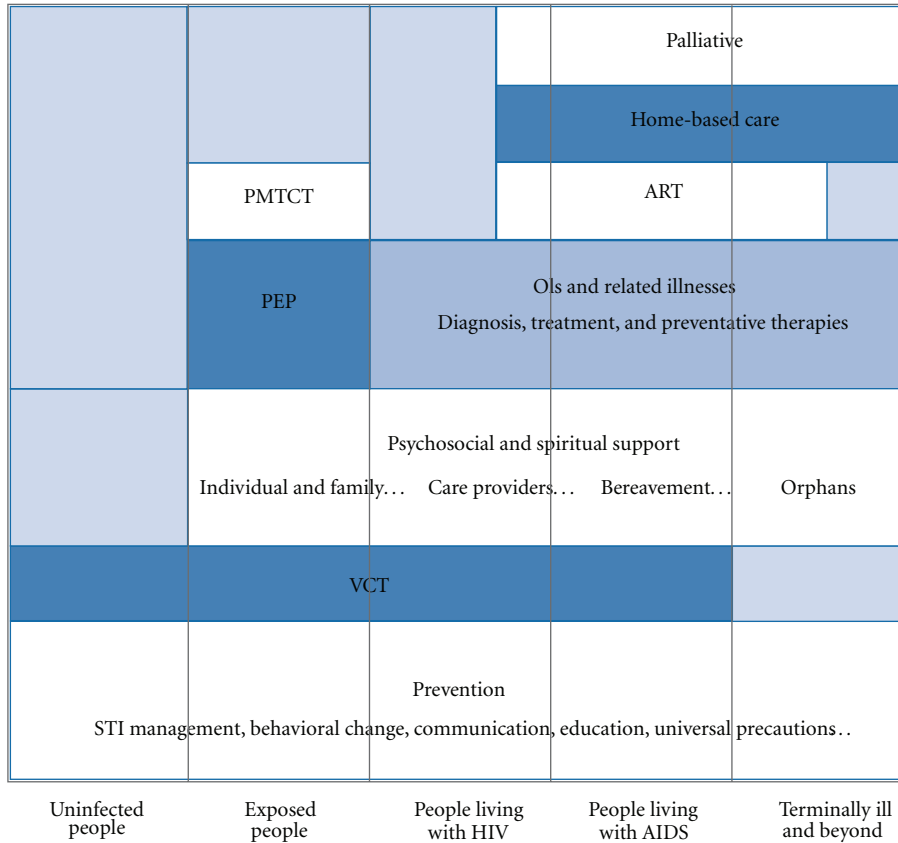 Palliative
Home-based care
PMTCT
ART
PEP
OIs and related illnesses
Diagnosis, treatment, and preventative therapies
Psychosocial and spiritual support
Individual and family... Care providers... Bereavement... Orphans
VCT
Prevention
STI management, behavioral change, communication, education, universal precautions...
Uninfected people
Exposed people
People living with HIV
People living with AIDS
Terminally ill and beyond